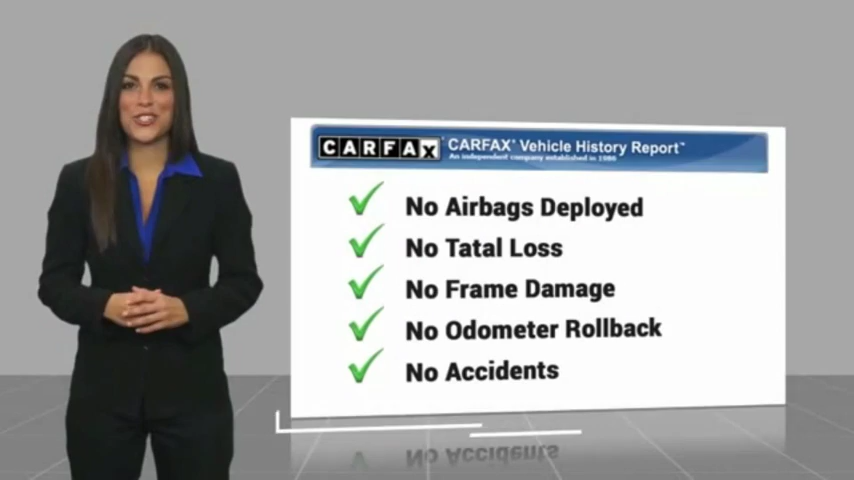 CARFAX CARFAX® Vehicle History Report™
An independent company established in 1986
No Airbags Deployed
No Tatal Loss
No Frame Damage
No Odometer Rollback
No Accidents
No Accidents